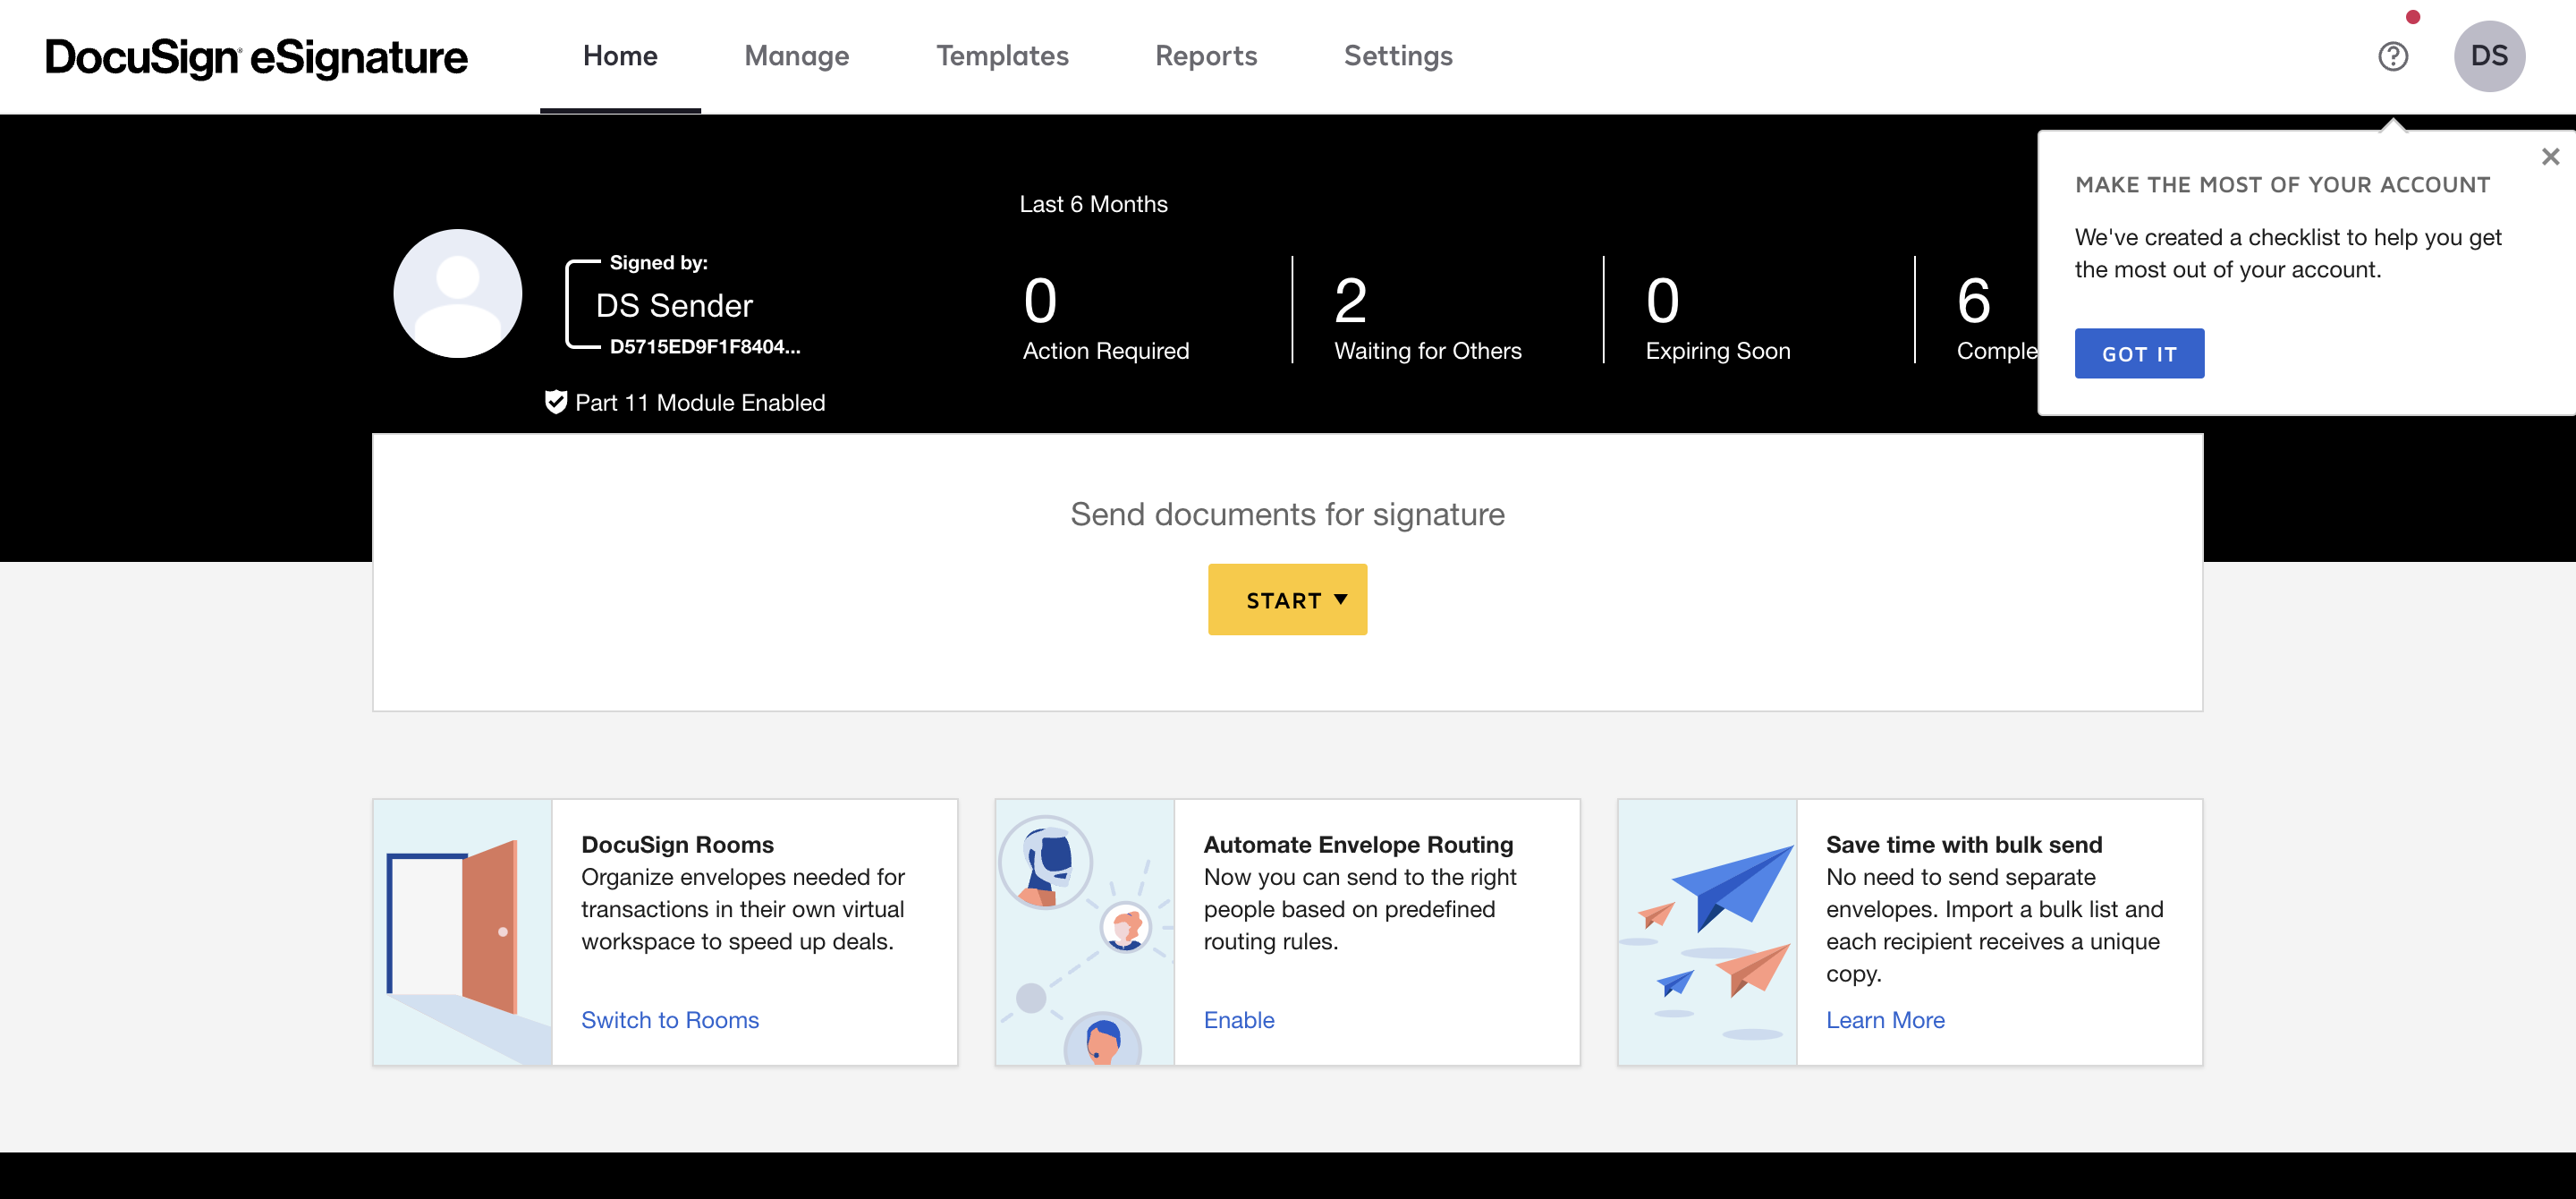 DocuSign eSignature
Home
Manage
Templates
Reports
Settings
DS
MAKE THE MOST OF YOUR ACCOUNT
We've created a checklist to help you get
the most out of your account.
GOT IT
Last 6 Months
Signed by:
DS Sender
D5715ED9F1F8404...
Part 11 Module Enabled
0
Action Required
2
Waiting for Others
0
Expiring Soon
6
Comple
Send documents for signature
START
DocuSign Rooms
Organize envelopes needed for
transactions in their own virtual
workspace to speed up deals.
Switch to Rooms
Automate Envelope Routing
Now you can send to the right
people based on predefined
routing rules.
Enable
Save time with bulk send
No need to send separate
envelopes. Import a bulk list and
each recipient receives a unique
copy.
Learn More